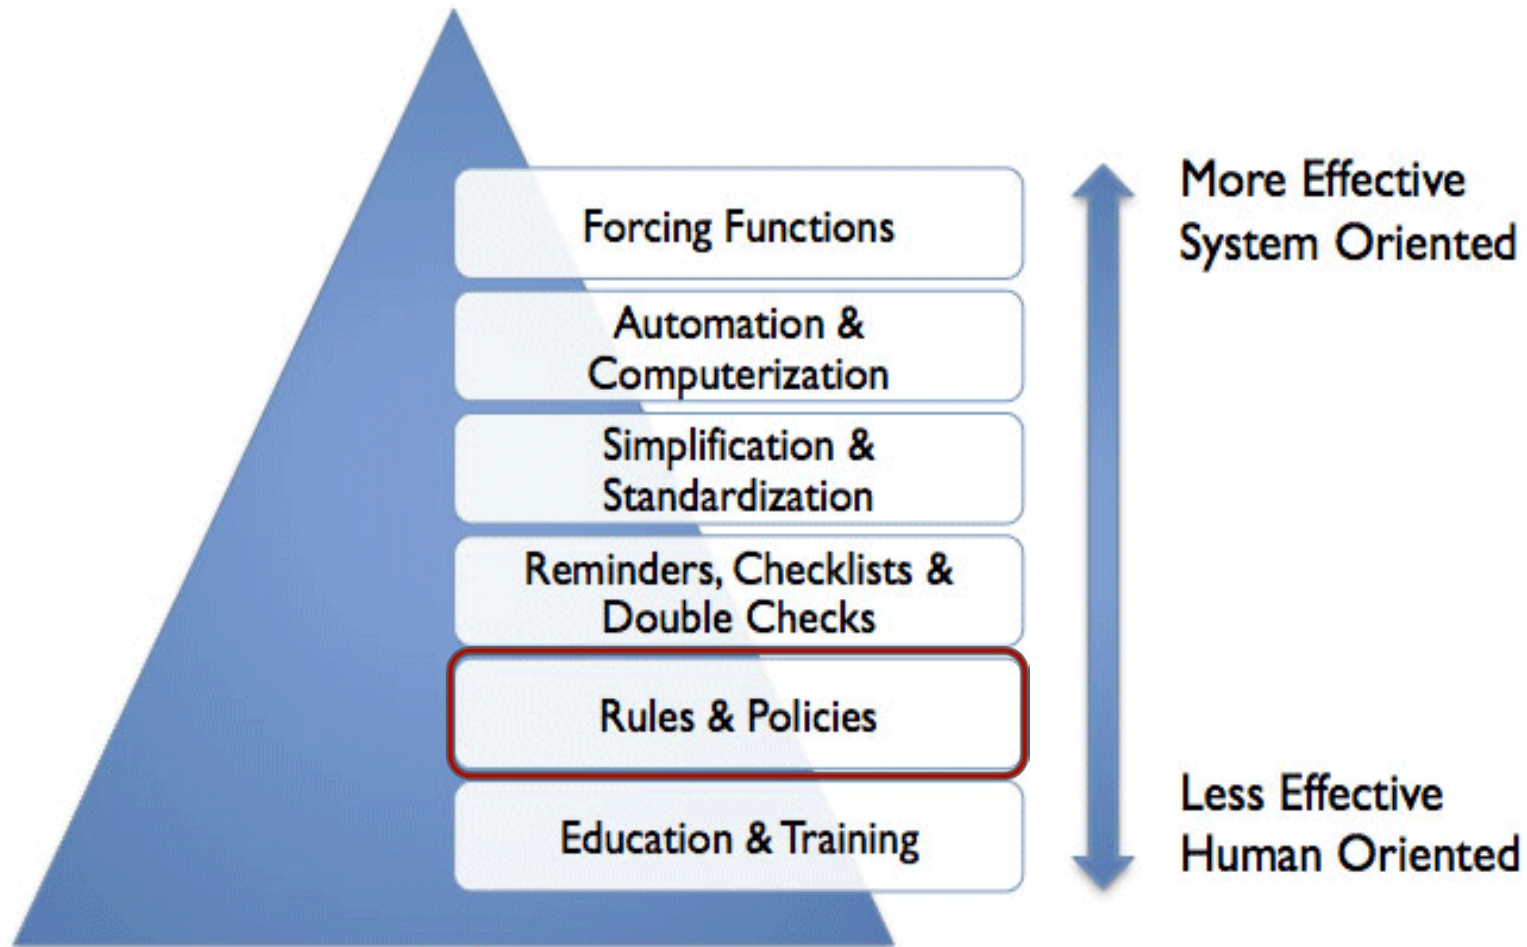 Forcing Functions
Automation &
Computerization
Simplification &
Standardization
Reminders, Checklists &
Double Checks
Rules & Policies
Education & Training
More Effective
System Oriented
Less Effective
Human Oriented